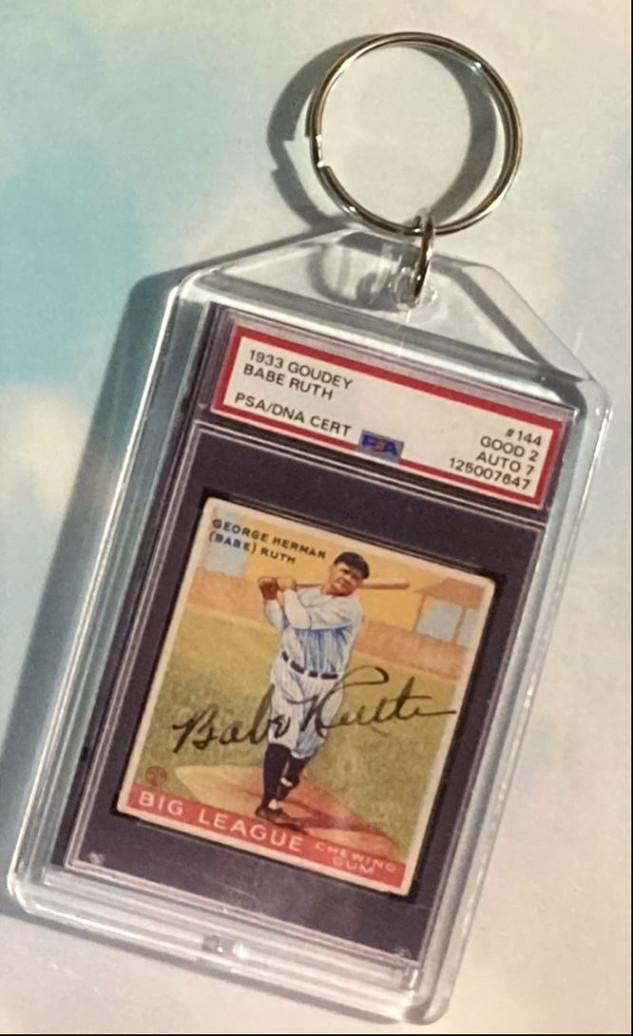 1933 GOUDEY
BABE RUTH
PSA/DNA CERT
PSA
#144
GOOD 2
AUTO 7
125007647
GEORGE HERMAN
(BABE) RUTH
Babe Ruth
BIG LEAGUE CHEWING
GUM